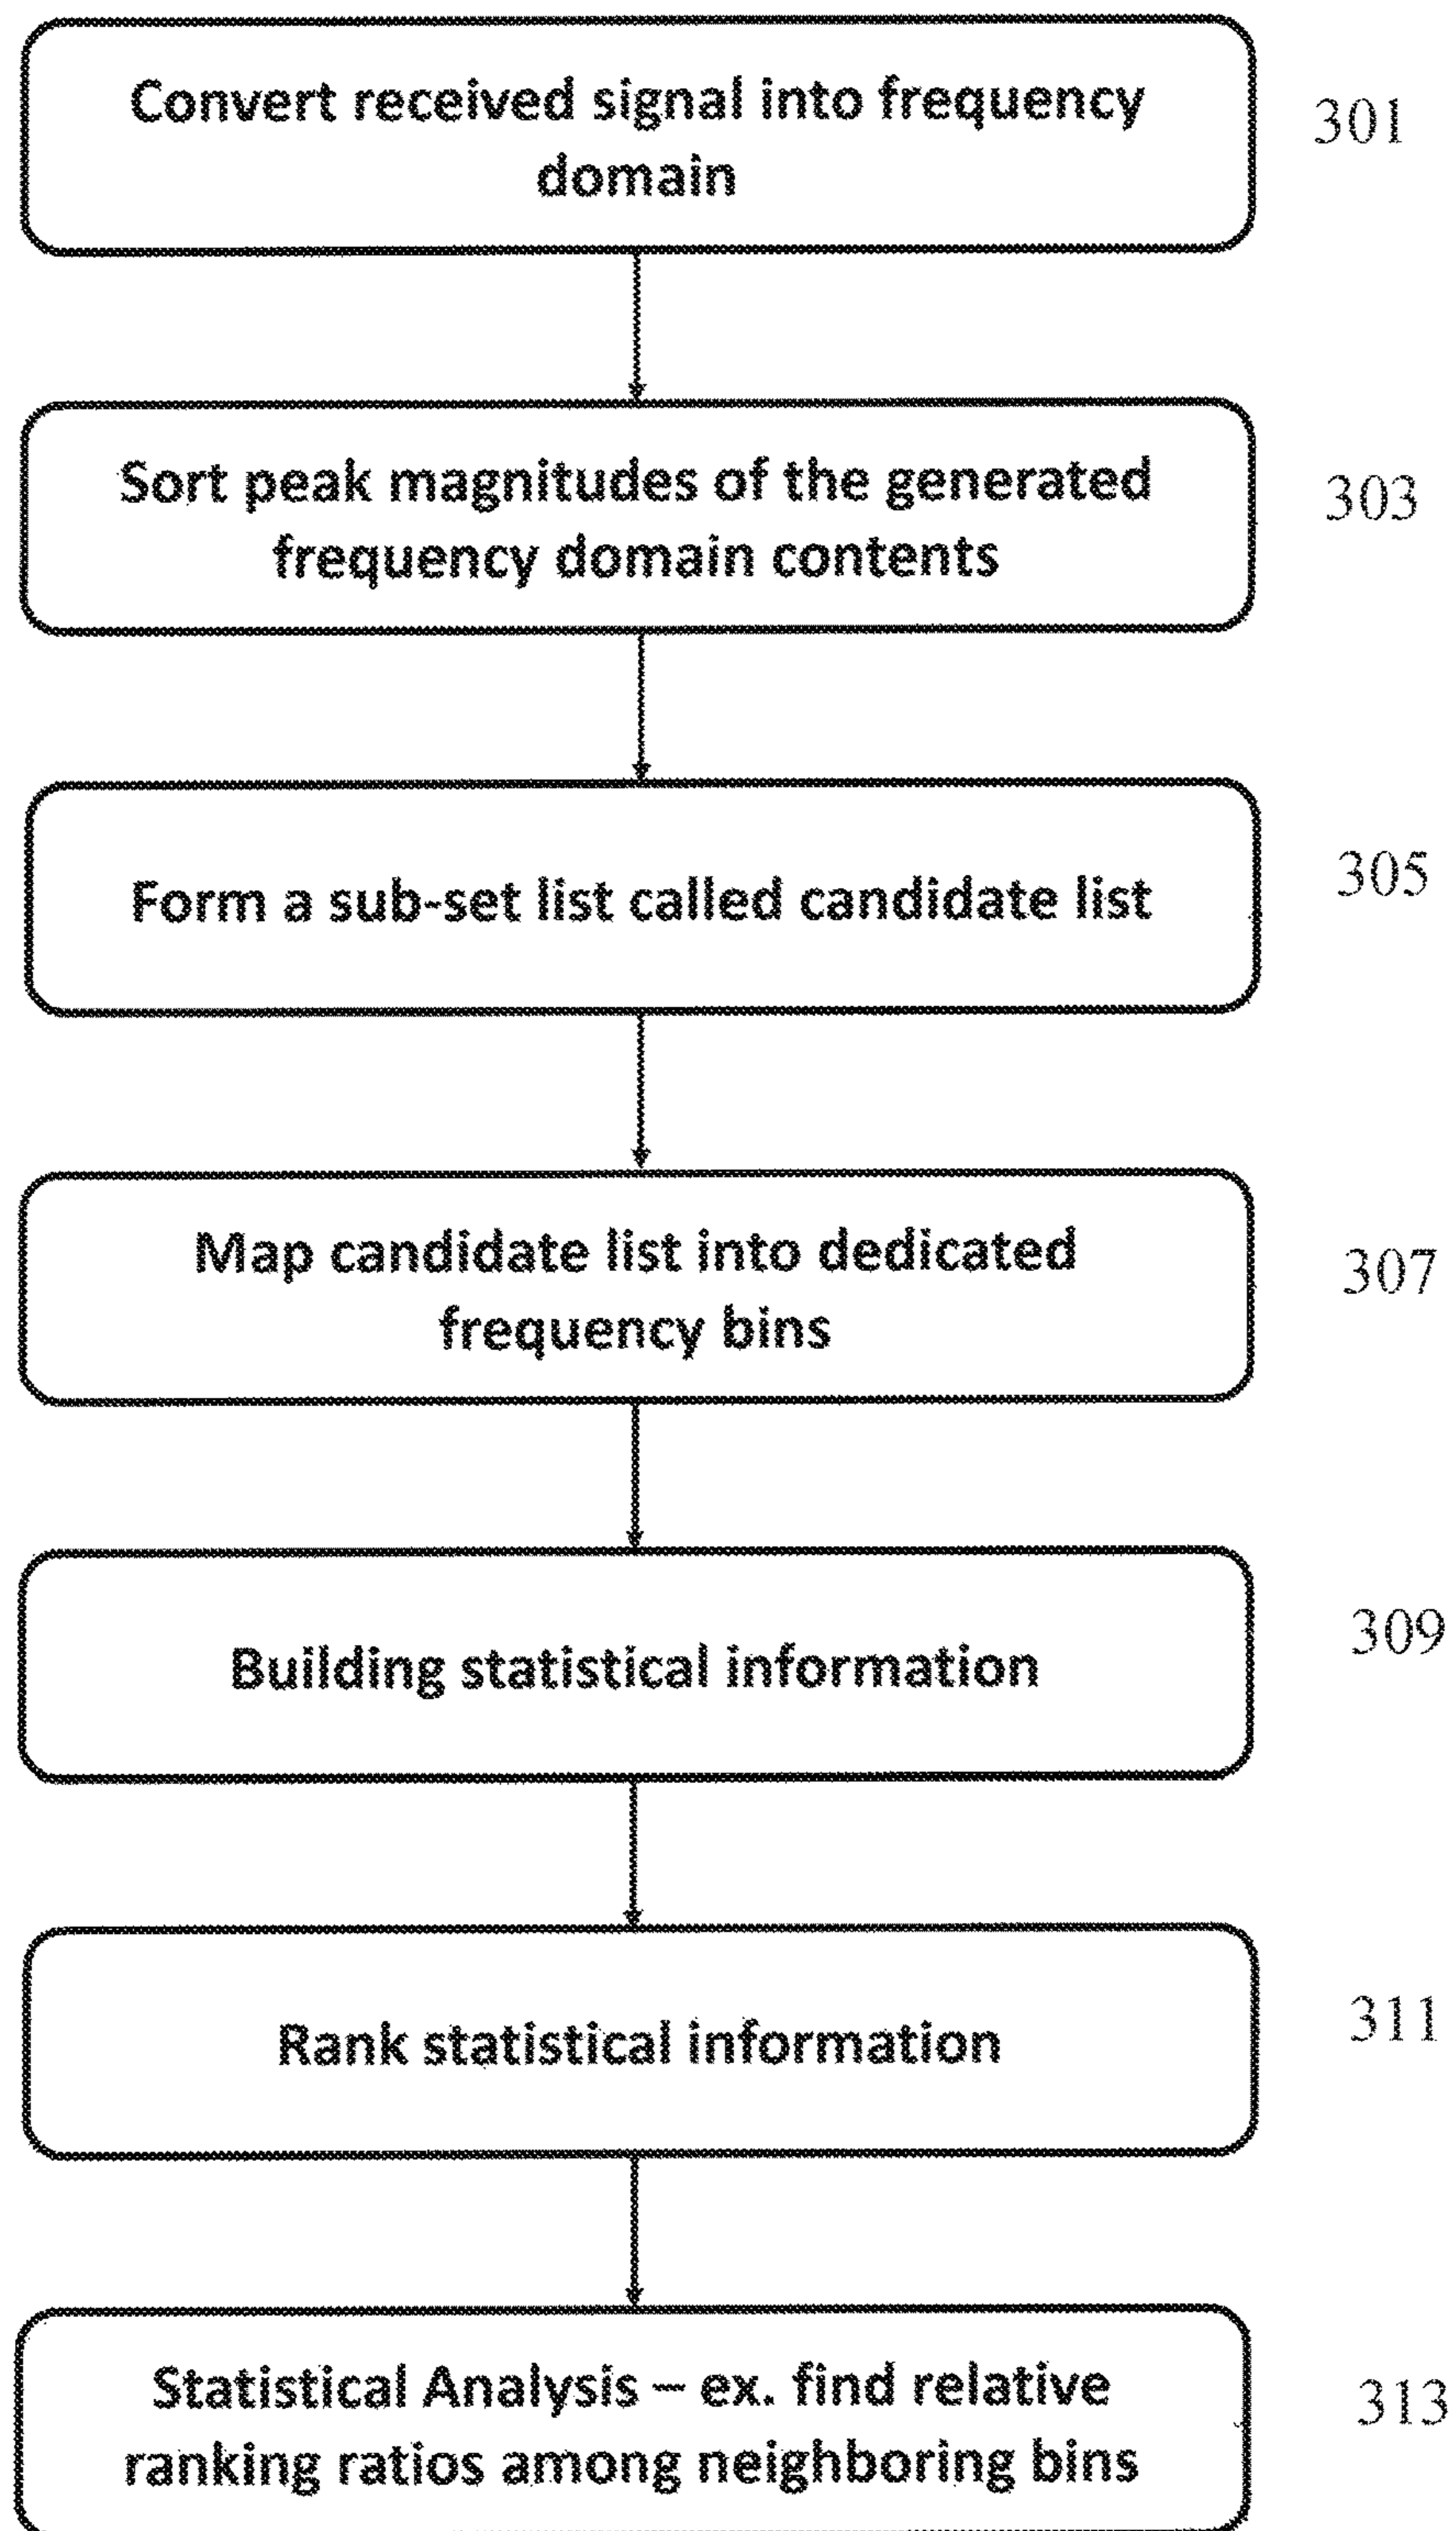 Convert received signal into frequency
domain
301
Sort peak magnitudes of the generated
frequency domain contents
303
Form a sub-set list called candidate list
305
Map candidate list into dedicated
frequency bins
307
Building statistical information
309
Rank statistical information
311
Statistical Analysis – ex. find relative
ranking ratios among neighboring bins
313